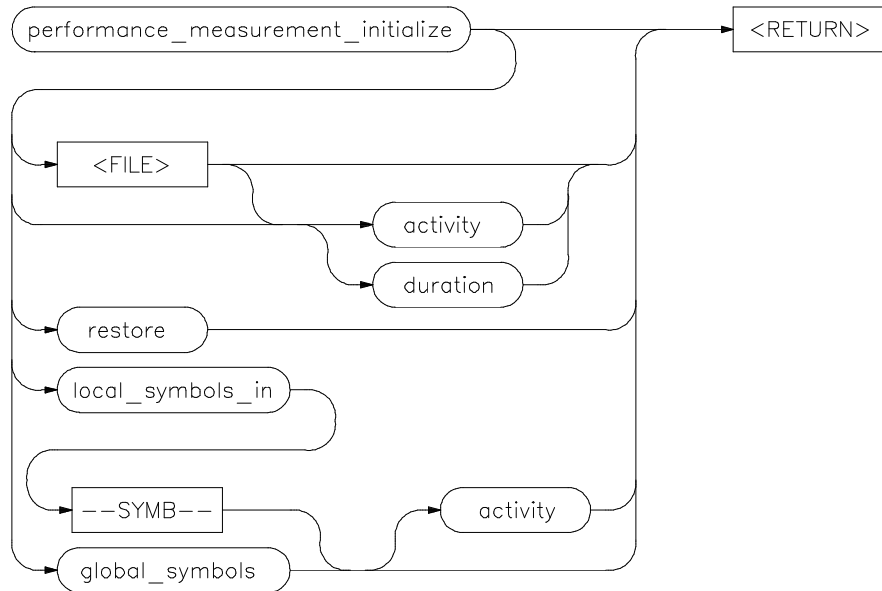 performance_measurement_initialize
<RETURN>
<FILE>
activity
duration
restore
local_symbols_in
--SYMB--
activity
global_symbols